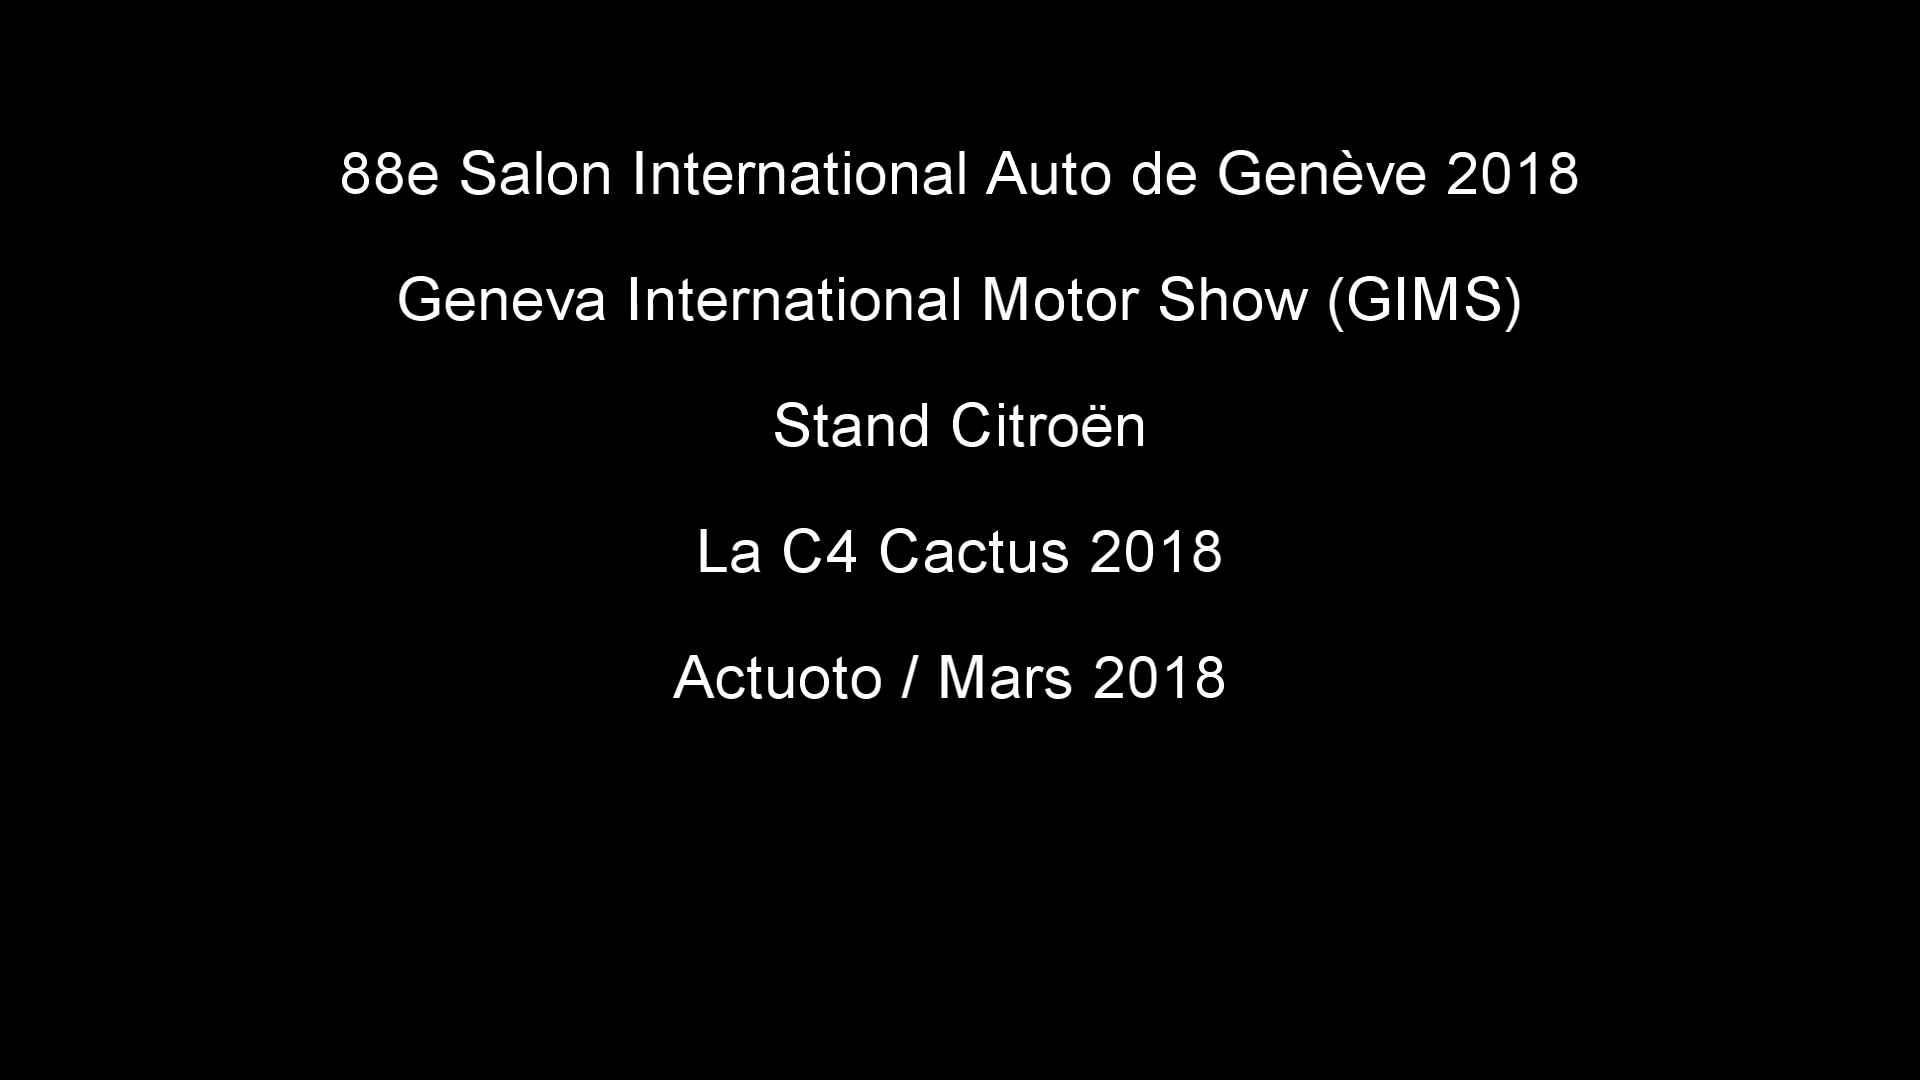 88e Salon International Auto de Genève 2018
Geneva International Motor Show (GIMS)
Stand Citroën
La C4 Cactus 2018
Actuoto / Mars 2018